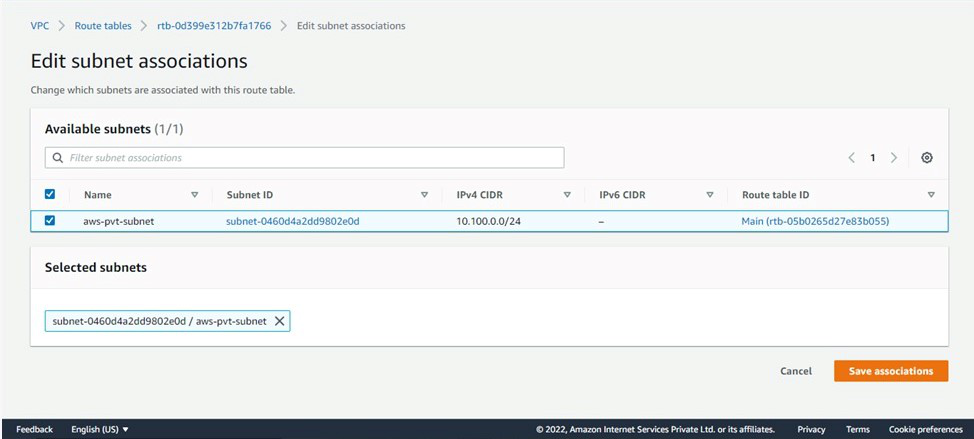 VPC > Route tables > rtb-0d399e312b7fa1766 > Edit subnet associations
Edit subnet associations
Change which subnets are associated with this route table.
Available subnets (1/1)
Filter subnet associations
1
Name Subnet ID IPv4 CIDR IPv6 CIDR Route table ID
aws-pvt-subnet subnet-0460d4a2dd9802e0d 10.100.0.0/24 – Main (rtb-05b0265d27e83b055)
Selected subnets
subnet-0460d4a2dd9802e0d / aws-pvt-subnet
Cancel Save associations
Feedback English (US) © 2022, Amazon Internet Services Private Ltd. or its affiliates. Privacy Terms Cookie preferences